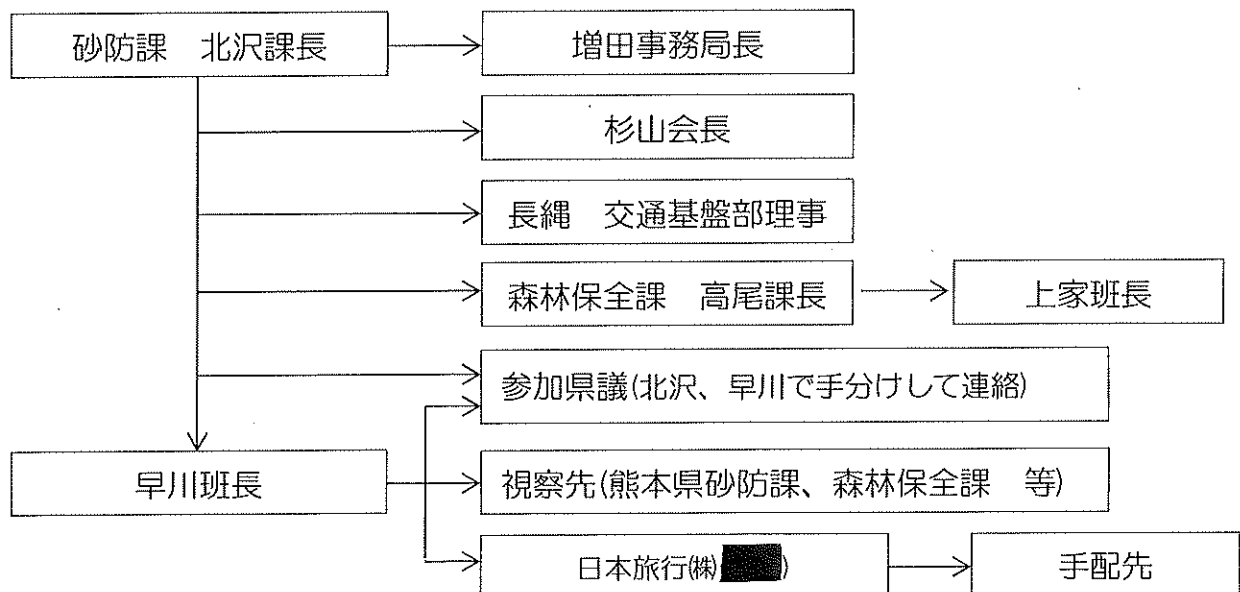 砂防課　北沢課長
増田事務局長
杉山会長
長縄　交通基盤部理事
森林保全課　高尾課長
上家班長
参加県議(北沢、早川で手分けして連絡)
早川班長
視察先(熊本県砂防課、森林保全課　等)
日本旅行㈱(　　)
手配先